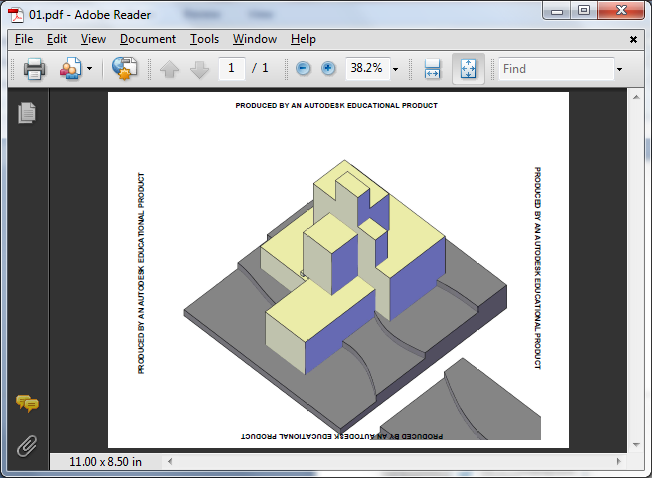 01.pdf - Adobe Reader
File Edit View Document Tools Window Help
1 / 1 38.2% Find
PRODUCED BY AN AUTODESK EDUCATIONAL PRODUCT
PRODUCED BY AN AUTODESK EDUCATIONAL PRODUCT
PRODUCED BY AN AUTODESK EDUCATIONAL PRODUCT
PRODUCED BY AN AUTODESK EDUCATIONAL PRODUCT
11.00 x 8.50 in